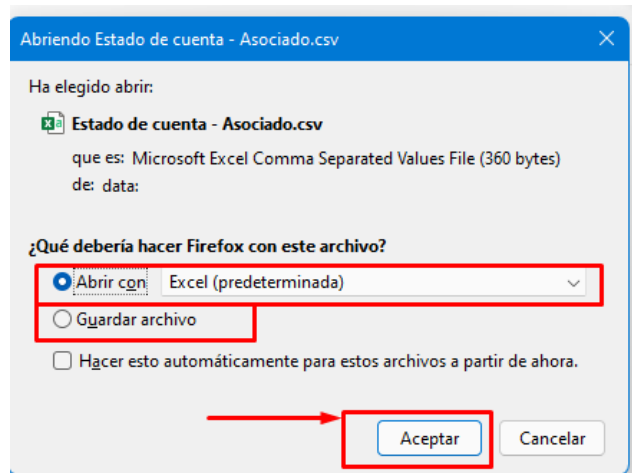 Abriendo Estado de cuenta - Asociado.csv
Ha elegido abrir:
Estado de cuenta - Asociado.csv
que es: Microsoft Excel Comma Separated Values File (360 bytes)
de: data:
¿Qué debería hacer Firefox con este archivo?
Abrir con Excel (predeterminada)
Guardar archivo
Hacer esto automáticamente para estos archivos a partir de ahora.
Aceptar Cancelar